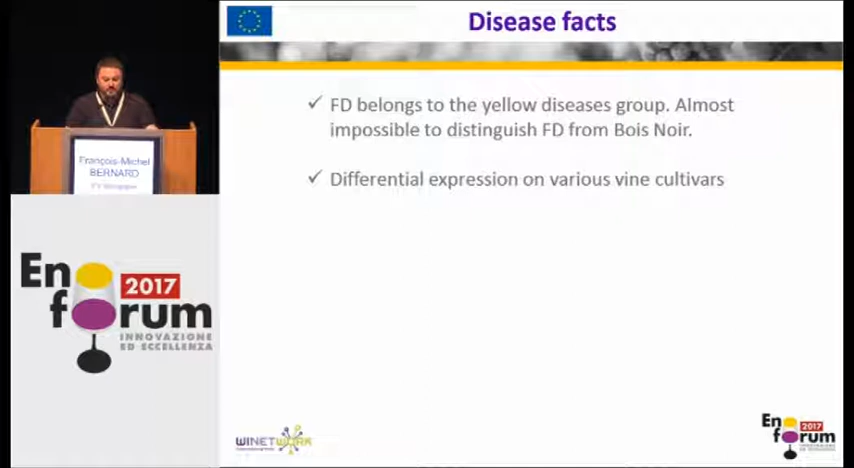 Disease facts
✓ FD belongs to the yellow diseases group. Almost
impossible to distinguish FD from Bois Noir.
✓ Differential expression on various vine cultivars
François-Michel
BERNARD
En
2017
forum
INNOVAZIONE
ED ECCELLENZA
WINETWORK
En
2017
forum